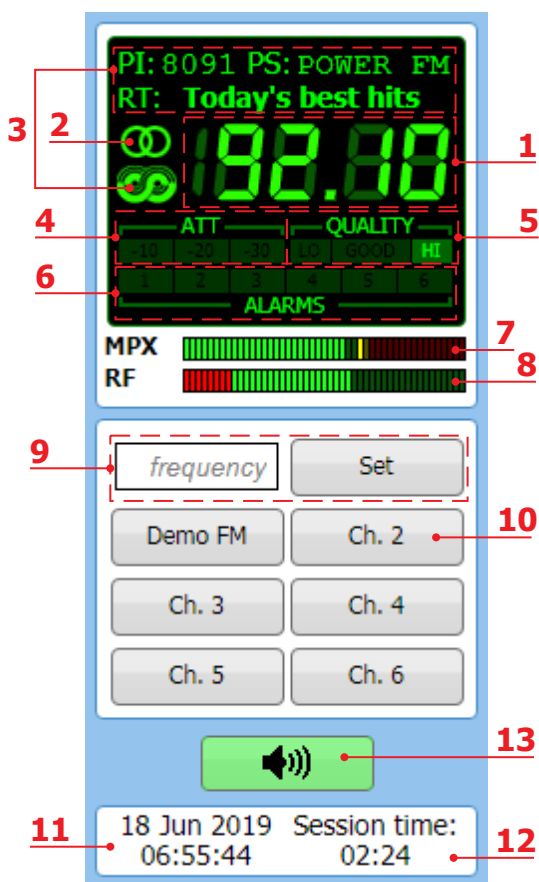 PI: 8091 PS: POWER FM
RT: Today's best hits
3 2
92.10 1
4 ATT QUALITY 5
-10 -20 -30 LO GOOD HI
6 1 2 3 4 5 6
ALARMS
MPX 7
RF 8
9 frequency Set
Demo FM Ch. 2 10
Ch. 3 Ch. 4
Ch. 5 Ch. 6
13
11 18 Jun 2019 Session time:
06:55:44 02:24 12